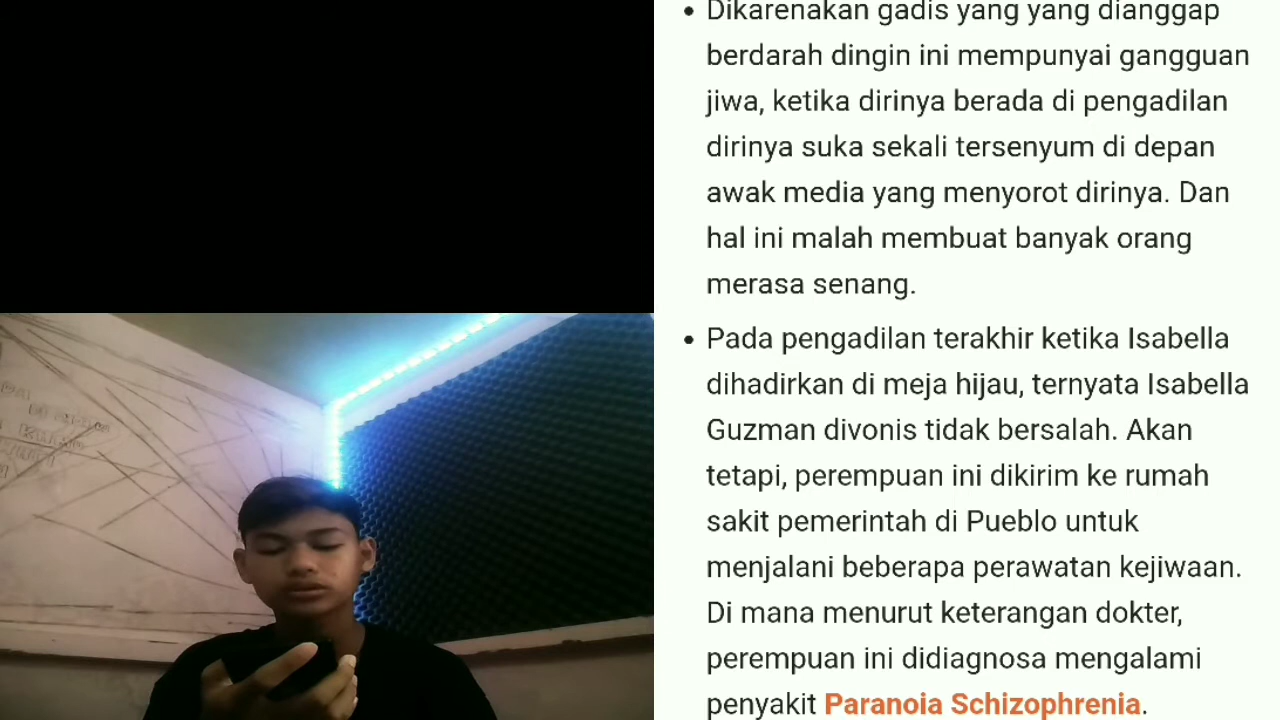 Dikarenakan gadis yang yang dianggap
berdarah dingin ini mempunyai gangguan
jiwa, ketika dirinya berada di pengadilan
dirinya suka sekali tersenyum di depan
awak media yang menyorot dirinya. Dan
hal ini malah membuat banyak orang
merasa senang.
Pada pengadilan terakhir ketika Isabella
dihadirkan di meja hijau, ternyata Isabella
Guzman divonis tidak bersalah. Akan
tetapi, perempuan ini dikirim ke rumah
sakit pemerintah di Pueblo untuk
menjalani beberapa perawatan kejiwaan.
Di mana menurut keterangan dokter,
perempuan ini didiagnosa mengalami
penyakit Paranoia Schizophrenia.